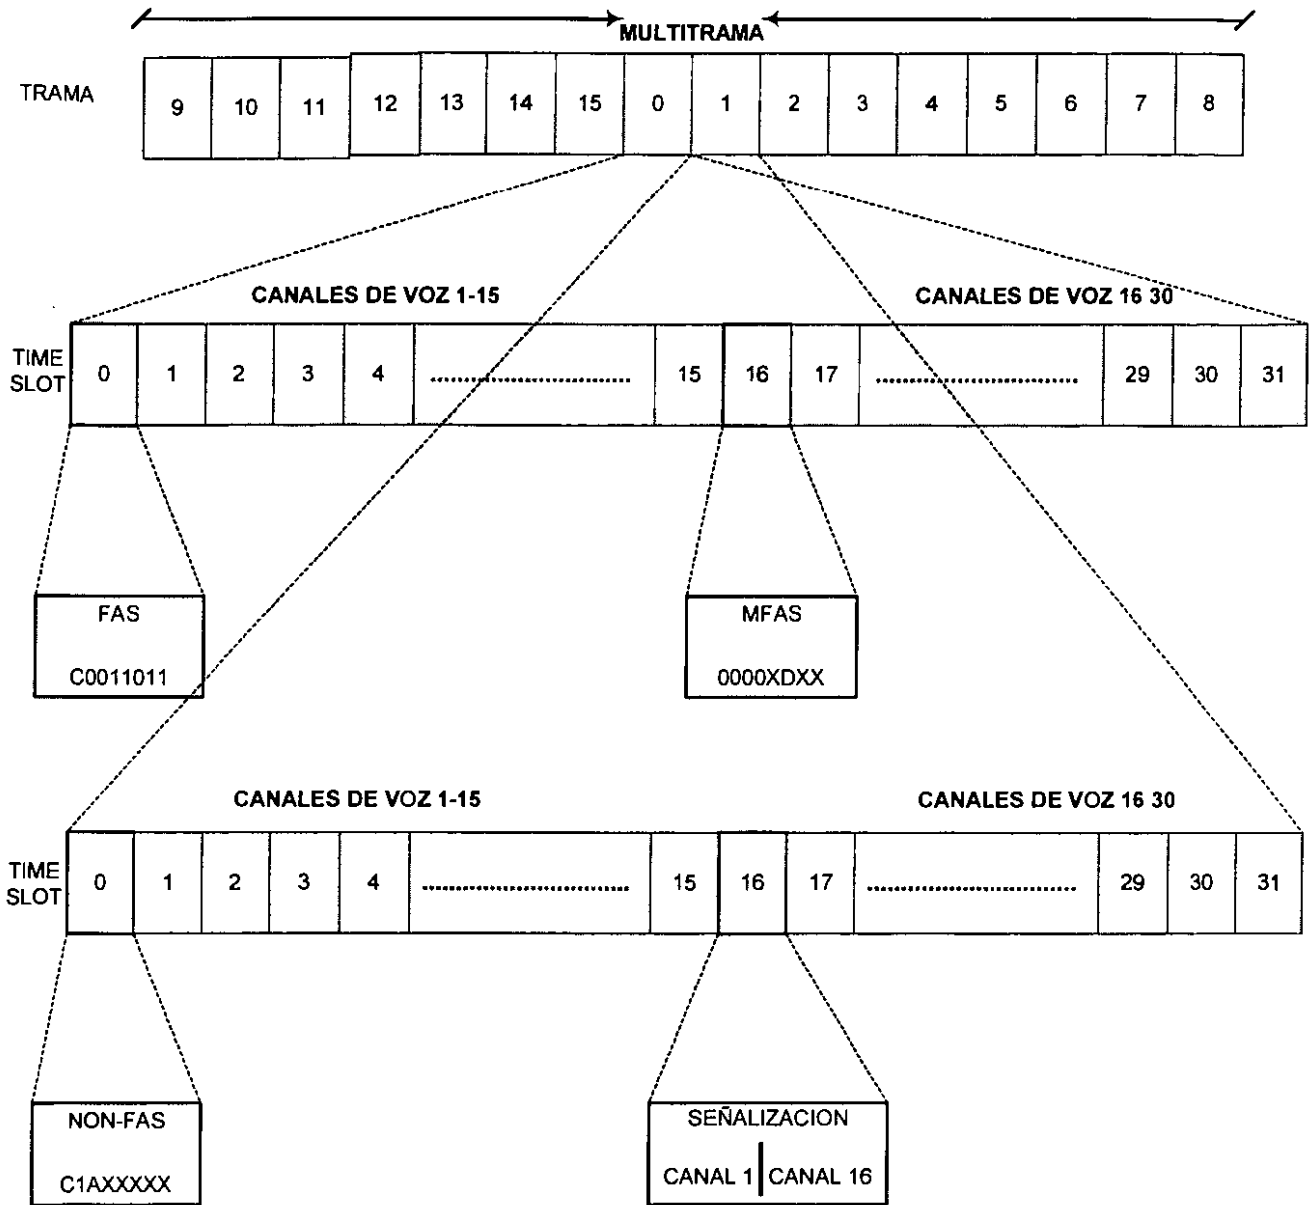 MULTITRAMA
TRAMA 9 10 11 12 13 14 15 0 1 2 3 4 5 6 7 8
CANALES DE VOZ 1-15 CANALES DE VOZ 16 30
TIME SLOT 0 1 2 3 4 ........................ 15 16 17 ........................ 29 30 31
FAS MFAS
C0011011 0000XDXX
CANALES DE VOZ 1-15 CANALES DE VOZ 16 30
TIME SLOT 0 1 2 3 4 ........................ 15 16 17 ........................ 29 30 31
NON-FAS SEÑALIZACION
C1AXXXXX CANAL 1 CANAL 16